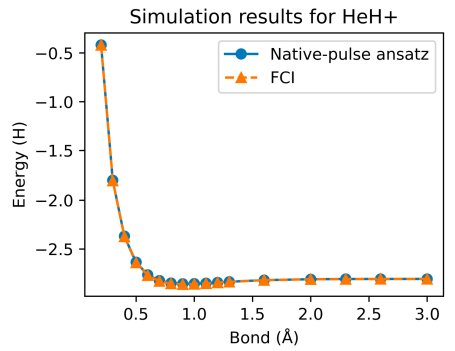 Simulation results for HeH+
Native-pulse ansatz
FCI
Energy (H)
−0.5
−1.0
−1.5
−2.0
−2.5
0.5 1.0 1.5 2.0 2.5 3.0
Bond (Å)